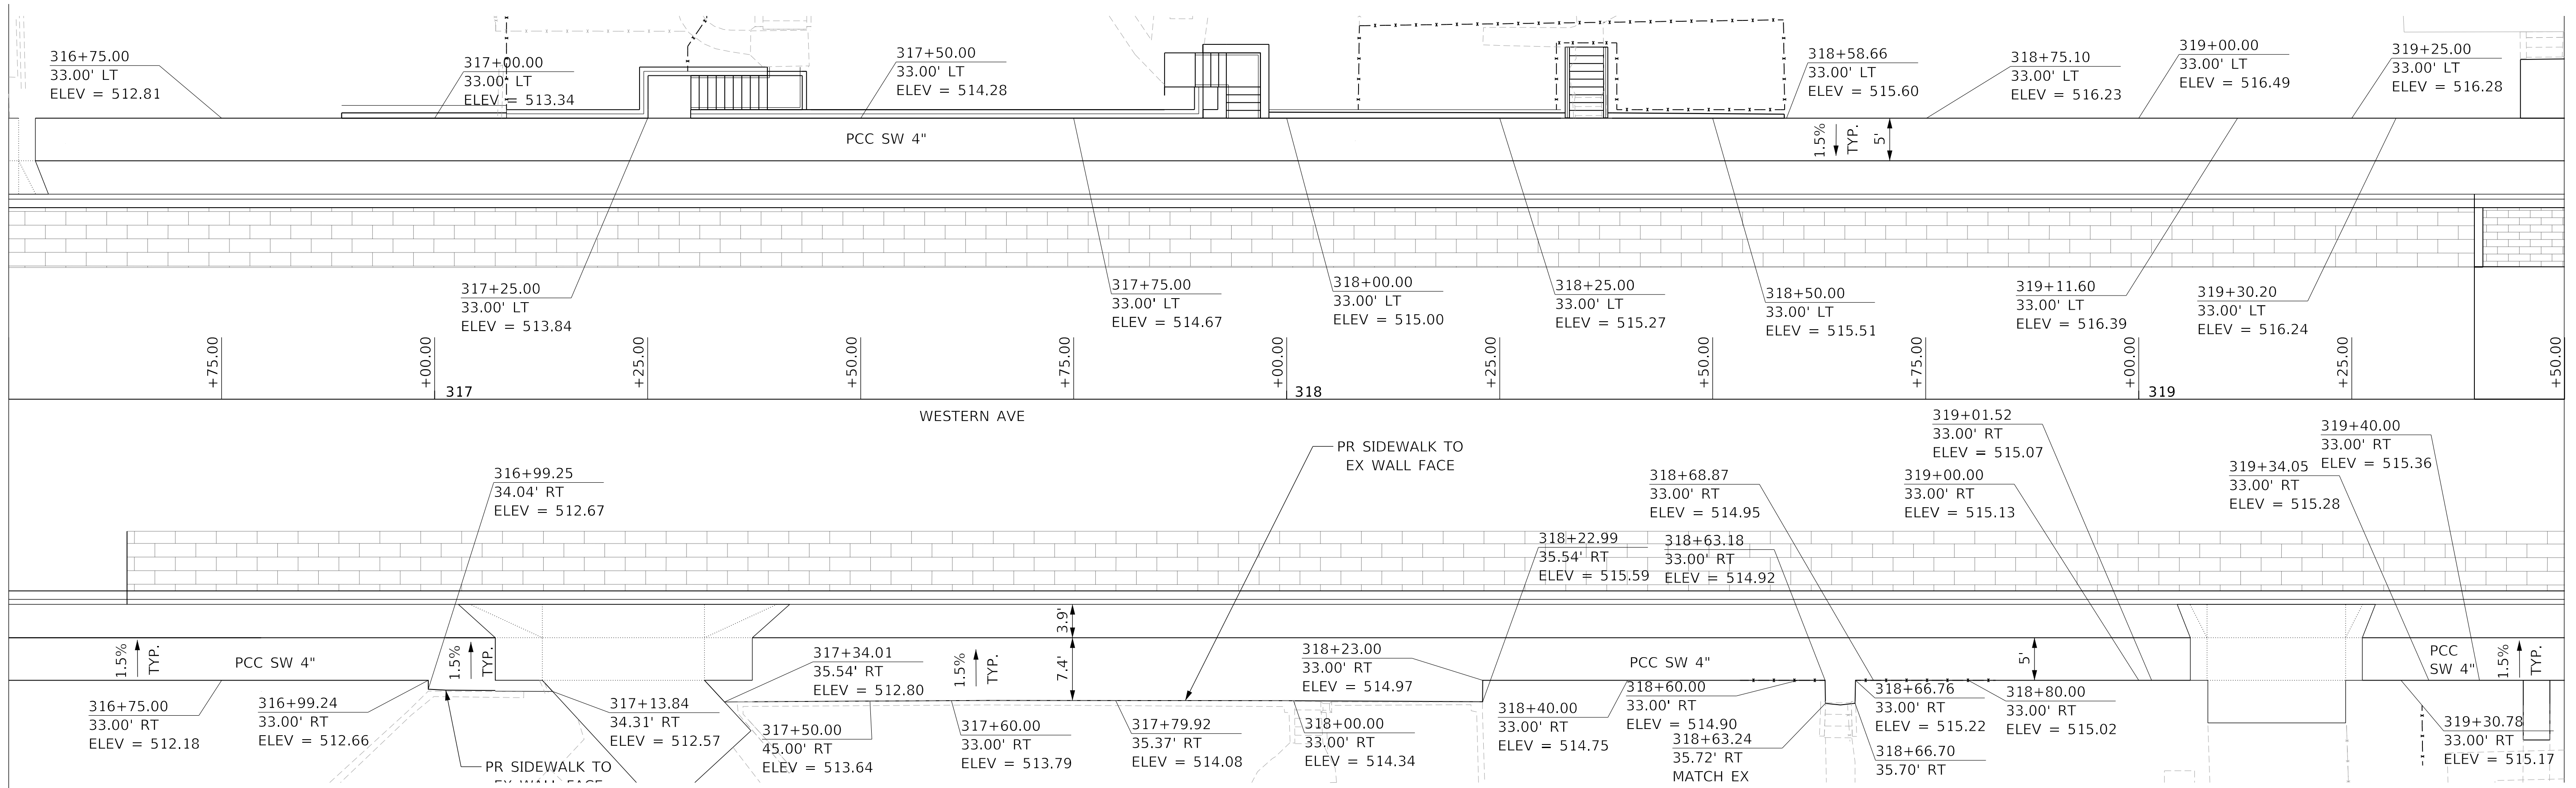 316+75.00
33.00' LT
ELEV = 512.81
317+00.00
33.00' LT
ELEV = 513.34
317+50.00
33.00' LT
ELEV = 514.28
318+58.66
33.00' LT
ELEV = 515.60
318+75.10
33.00' LT
ELEV = 516.23
319+00.00
33.00' LT
ELEV = 516.49
319+25.00
33.00' LT
ELEV = 516.28
PCC SW 4"
1.5%
TYP.
5'
317+25.00
33.00' LT
ELEV = 513.84
317+75.00
33.00' LT
ELEV = 514.67
318+00.00
33.00' LT
ELEV = 515.00
318+25.00
33.00' LT
ELEV = 515.27
318+50.00
33.00' LT
ELEV = 515.51
319+11.60
33.00' LT
ELEV = 516.39
319+30.20
33.00' LT
ELEV = 516.24
+75.00
+00.00
+25.00
+50.00
+75.00
+00.00
+25.00
+50.00
+75.00
+00.00
+25.00
+50.00
317
318
319
WESTERN AVE
316+99.25
34.04' RT
ELEV = 512.67
PR SIDEWALK TO
EX WALL FACE
318+22.99
35.54' RT
ELEV = 515.59
318+63.18
33.00' RT
ELEV = 514.92
318+68.87
33.00' RT
ELEV = 514.95
319+00.00
33.00' RT
ELEV = 515.13
319+01.52
33.00' RT
ELEV = 515.07
319+34.05
33.00' RT
ELEV = 515.28
319+40.00
33.00' RT
ELEV = 515.36
3.9'
1.5%
TYP.
PCC SW 4"
1.5%
TYP.
317+34.01
35.54' RT
ELEV = 512.80
1.5%
TYP.
7.4'
318+23.00
33.00' RT
ELEV = 514.97
PCC SW 4"
5'
PCC
SW 4"
1.5%
TYP.
316+75.00
33.00' RT
ELEV = 512.18
316+99.24
33.00' RT
ELEV = 512.66
317+13.84
34.31' RT
ELEV = 512.57
317+50.00
45.00' RT
ELEV = 513.64
317+60.00
33.00' RT
ELEV = 513.79
317+79.92
35.37' RT
ELEV = 514.08
318+00.00
33.00' RT
ELEV = 514.34
318+40.00
33.00' RT
ELEV = 514.75
318+60.00
33.00' RT
ELEV = 514.90
318+63.24
35.72' RT
MATCH EX
318+66.76
33.00' RT
ELEV = 515.22
318+66.70
35.70' RT
318+80.00
33.00' RT
ELEV = 515.02
319+30.78
33.00' RT
ELEV = 515.17
PR SIDEWALK TO
EX WALL FACE